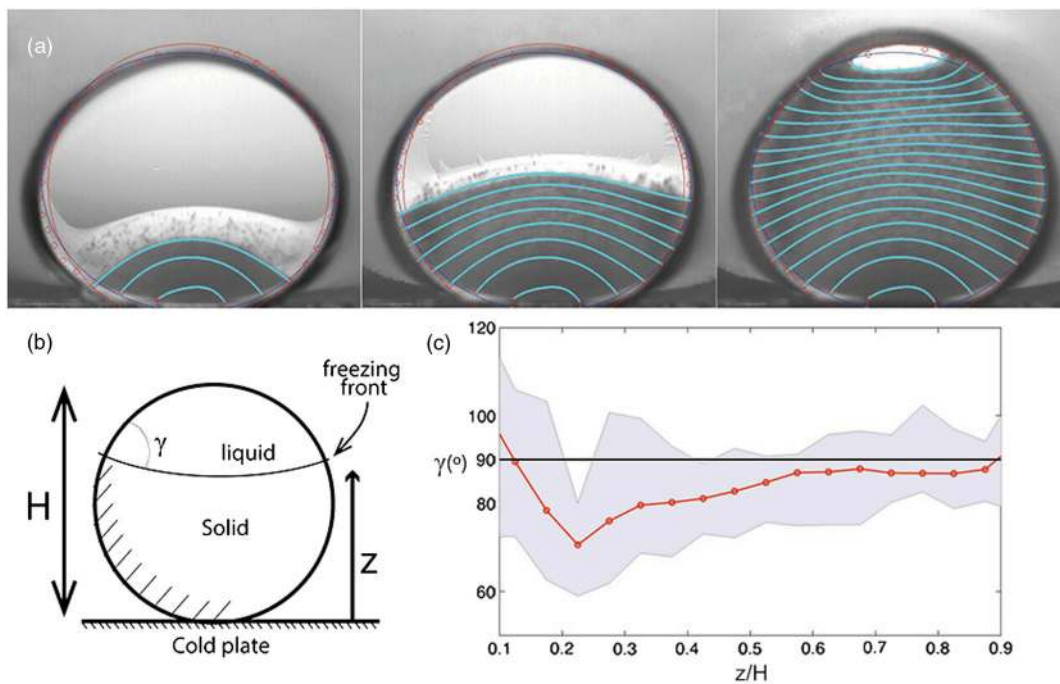 (a)
(b)
freezing
front
γ
liquid
H
Solid
Z
Cold plate
(c)
120
100
90
γ(º)
80
60
50
0.1 0.2 0.3 0.4 0.5 0.6 0.7 0.8 0.9
z/H